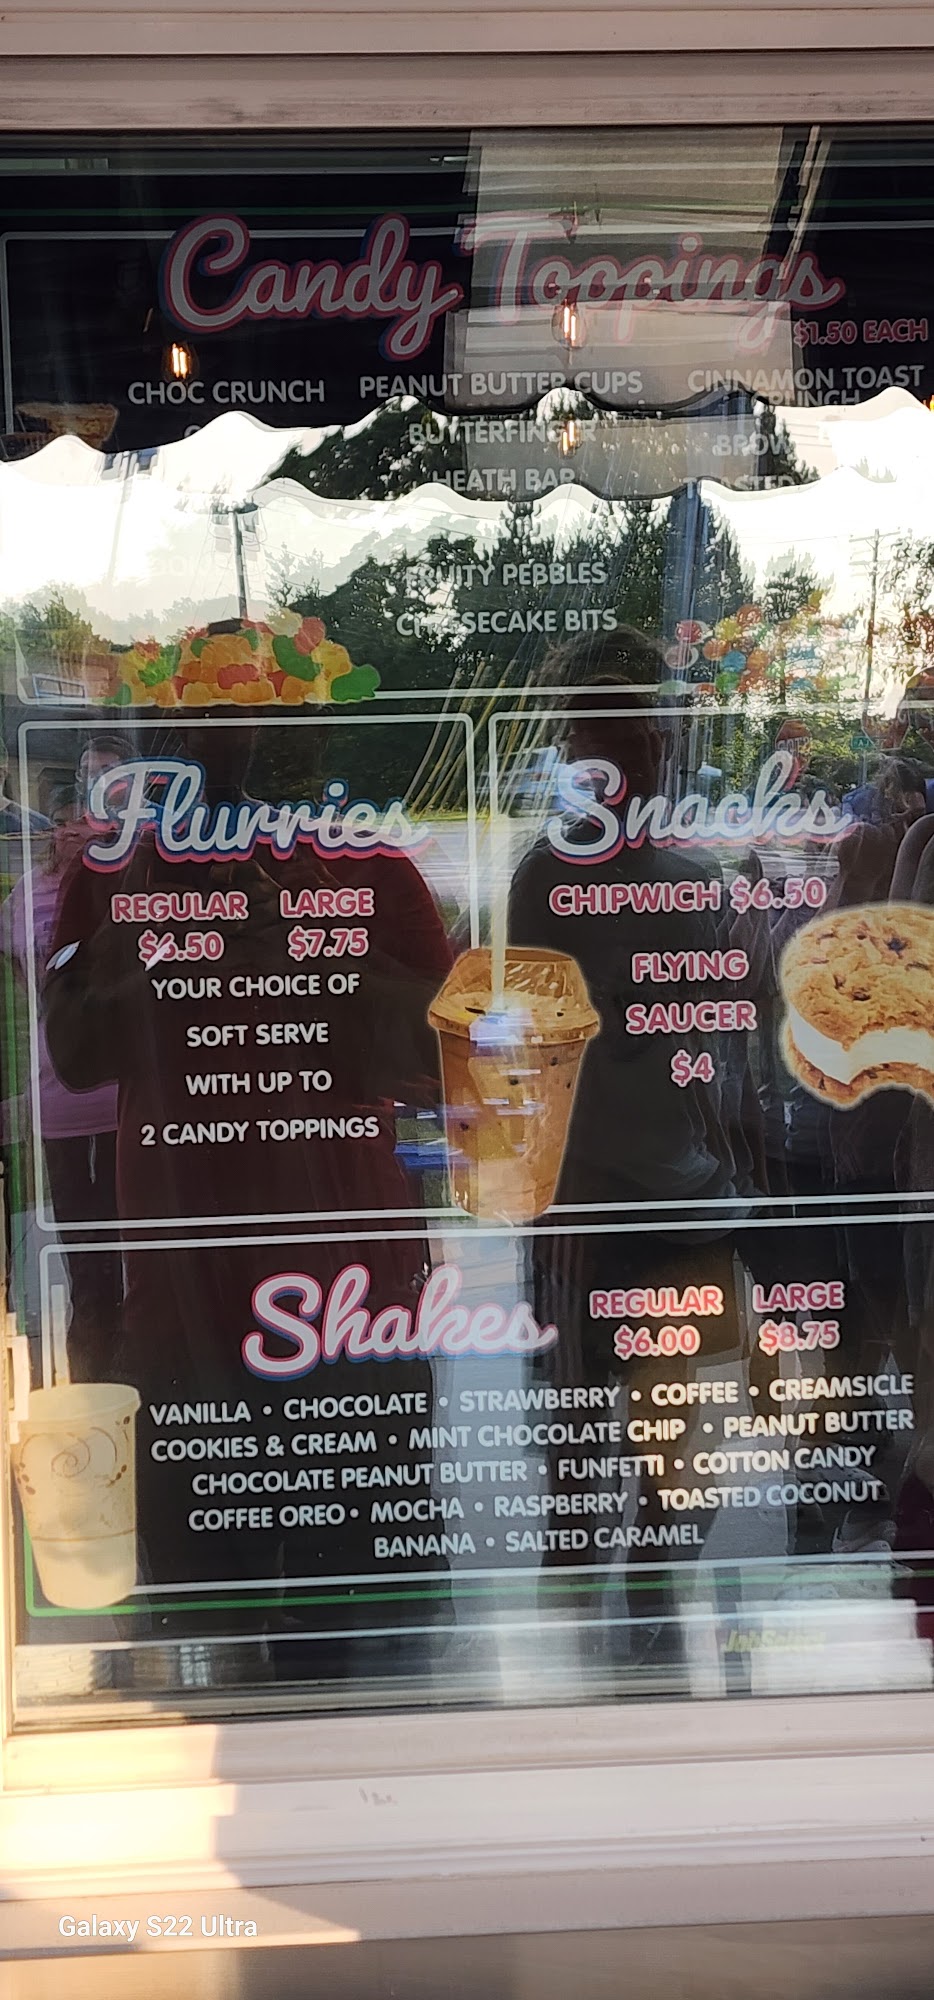 Candy Toppings
$1.50 EACH
CHOC CRUNCH PEANUT BUTTER CUPS CINNAMON TOAST
CRUNCH
BUTTERFINGER
HEATH BAR TOASTED
FRUITY PEBBLES
CHEESECAKE BITS
Flurries
REGULAR LARGE
$6.50 $7.75
YOUR CHOICE OF
SOFT SERVE
WITH UP TO
2 CANDY TOPPINGS
Snacks
CHIPWICH $6.50
FLYING
SAUCER
$4
Shakes
REGULAR LARGE
$6.00 $8.75
VANILLA • CHOCOLATE • STRAWBERRY • COFFEE • CREAMSICLE
COOKIES & CREAM • MINT CHOCOLATE CHIP • PEANUT BUTTER
CHOCOLATE PEANUT BUTTER • FUNFETTI • COTTON CANDY
COFFEE OREO • MOCHA • RASPBERRY • TOASTED COCONUT
BANANA • SALTED CARAMEL
JobSelect
Galaxy S22 Ultra